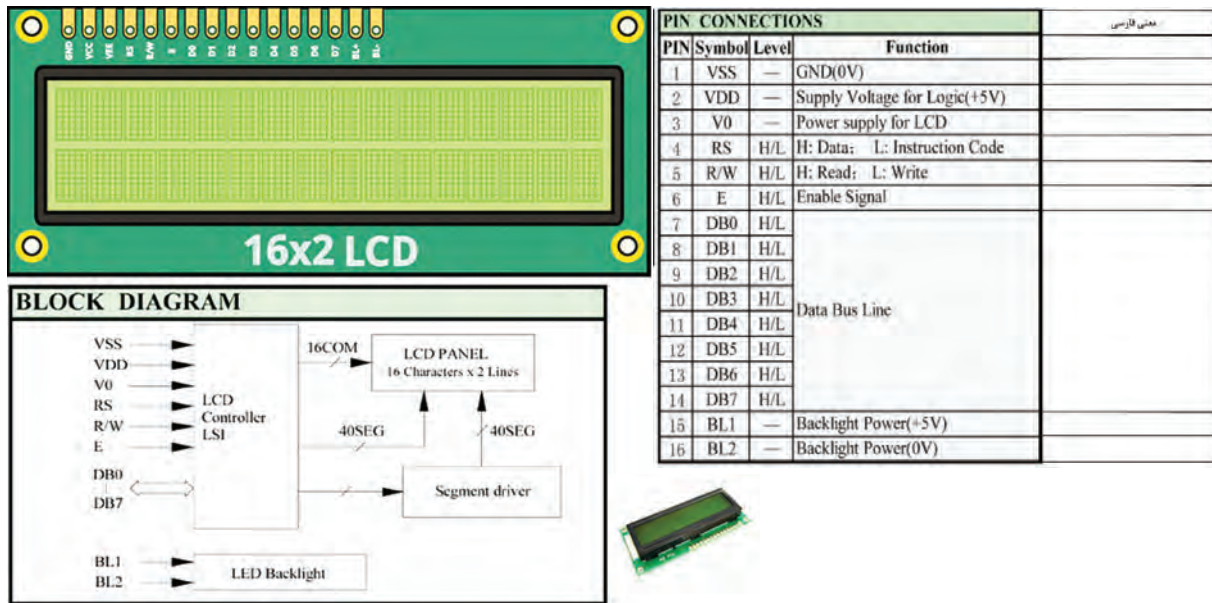 GND VCC VEE RS R/W E D0 D1 D2 D3 D4 D5 D6 D7 BL+ BL-
16x2 LCD
PIN CONNECTIONS معنی فارسی
PIN Symbol Level Function
1 VSS — GND(0V)
2 VDD — Supply Voltage for Logic(+5V)
3 V0 — Power supply for LCD
4 RS H/L H: Data; L: Instruction Code
5 R/W H/L H: Read; L: Write
6 E H/L Enable Signal
7 DB0 H/L
8 DB1 H/L
9 DB2 H/L
10 DB3 H/L
Data Bus Line
11 DB4 H/L
12 DB5 H/L
13 DB6 H/L
14 DB7 H/L
15 BL1 — Backlight Power(+5V)
16 BL2 — Backlight Power(0V)
BLOCK DIAGRAM
VSS
VDD
V0
RS
R/W
E
DB0
DB7
LCD
Controller
LSI
16COM
LCD PANEL
16 Characters x 2 Lines
40SEG
40SEG
Segment driver
BL1
BL2
LED Backlight